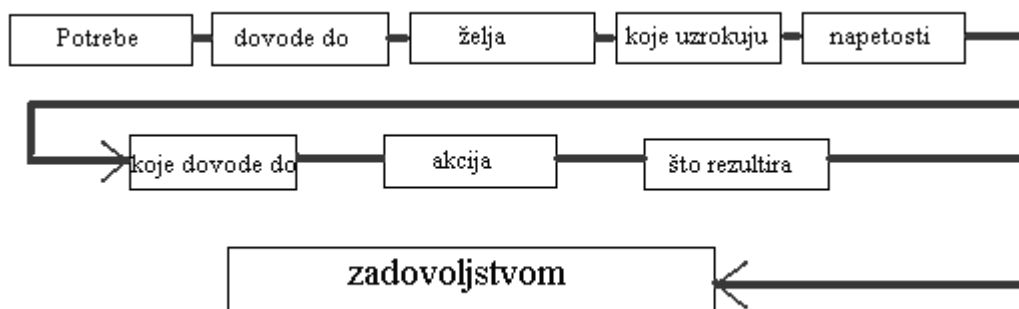 Potrebe
dovode do
želja
koje uzrokuju
napetosti
koje dovode do
akcija
što rezultira
zadovoljstvom